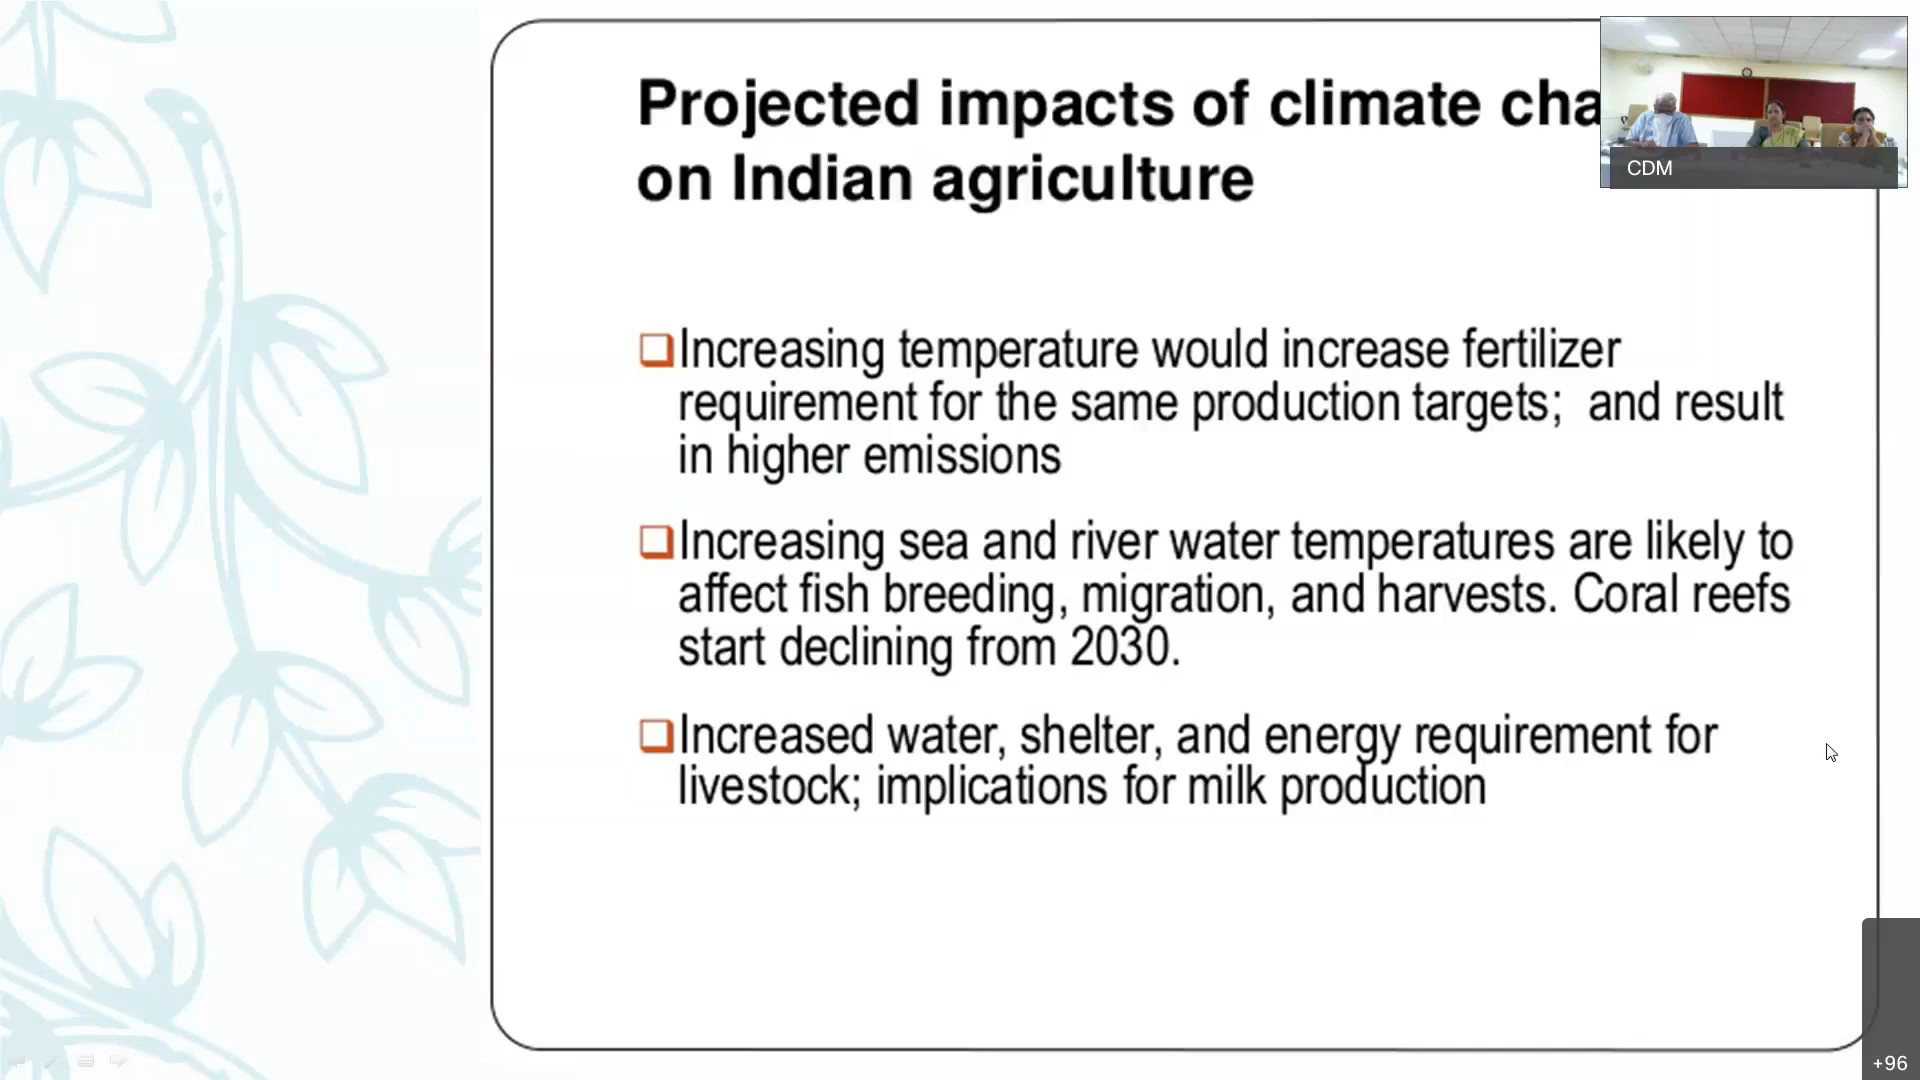 Projected impacts of climate cha
on Indian agriculture
CDM
Increasing temperature would increase fertilizer
requirement for the same production targets;  and result
in higher emissions
Increasing sea and river water temperatures are likely to
affect fish breeding, migration, and harvests. Coral reefs
start declining from 2030.
Increased water, shelter, and energy requirement for
livestock; implications for milk production
+96